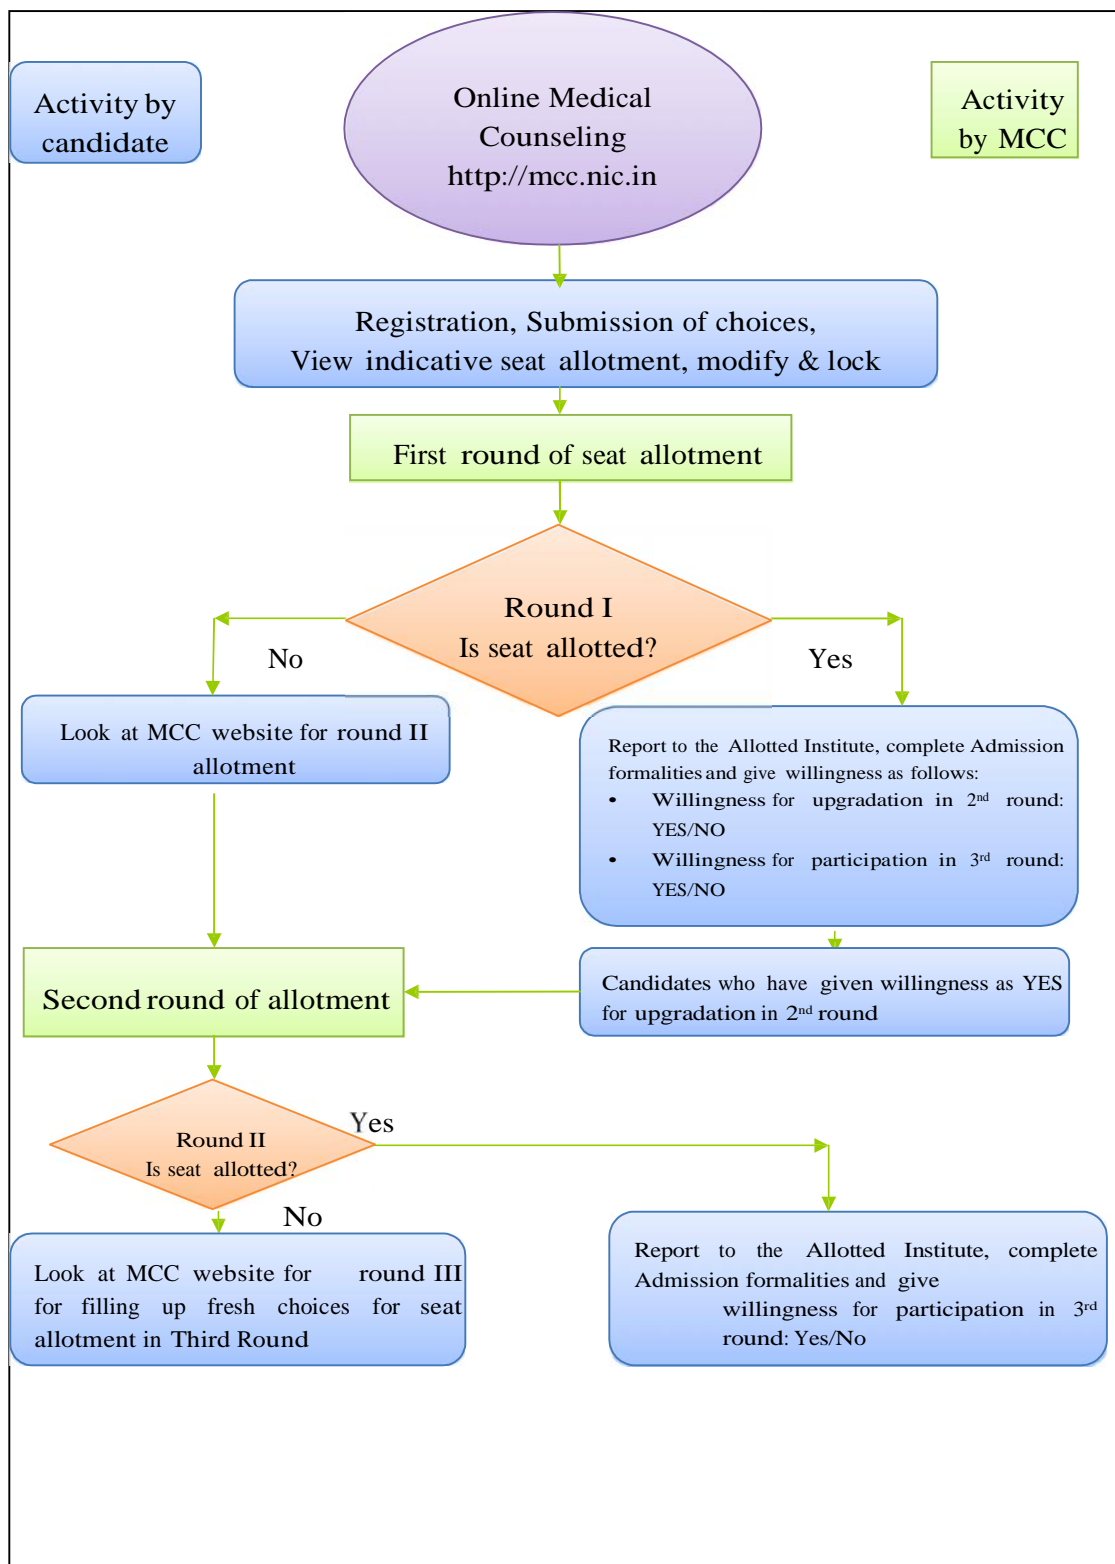 Activity by
candidate
Online Medical
Counseling
http://mcc.nic.in
Activity
by MCC
Registration, Submission of choices,
View indicative seat allotment, modify & lock
First round of seat allotment
Round I
Is seat allotted?
No
Yes
Look at MCC website for round II
allotment
Report to the Allotted Institute, complete Admission
formalities and give willingness as follows:
• Willingness for upgradation in 2nd round:
YES/NO
• Willingness for participation in 3rd round:
YES/NO
Second round of allotment
Candidates who have given willingness as YES
for upgradation in 2nd round
Round II
Is seat allotted?
Yes
No
Look at MCC website for round III
for filling up fresh choices for seat
allotment in Third Round
Report to the Allotted Institute, complete
Admission formalities and give
willingness for participation in 3rd
round: Yes/No